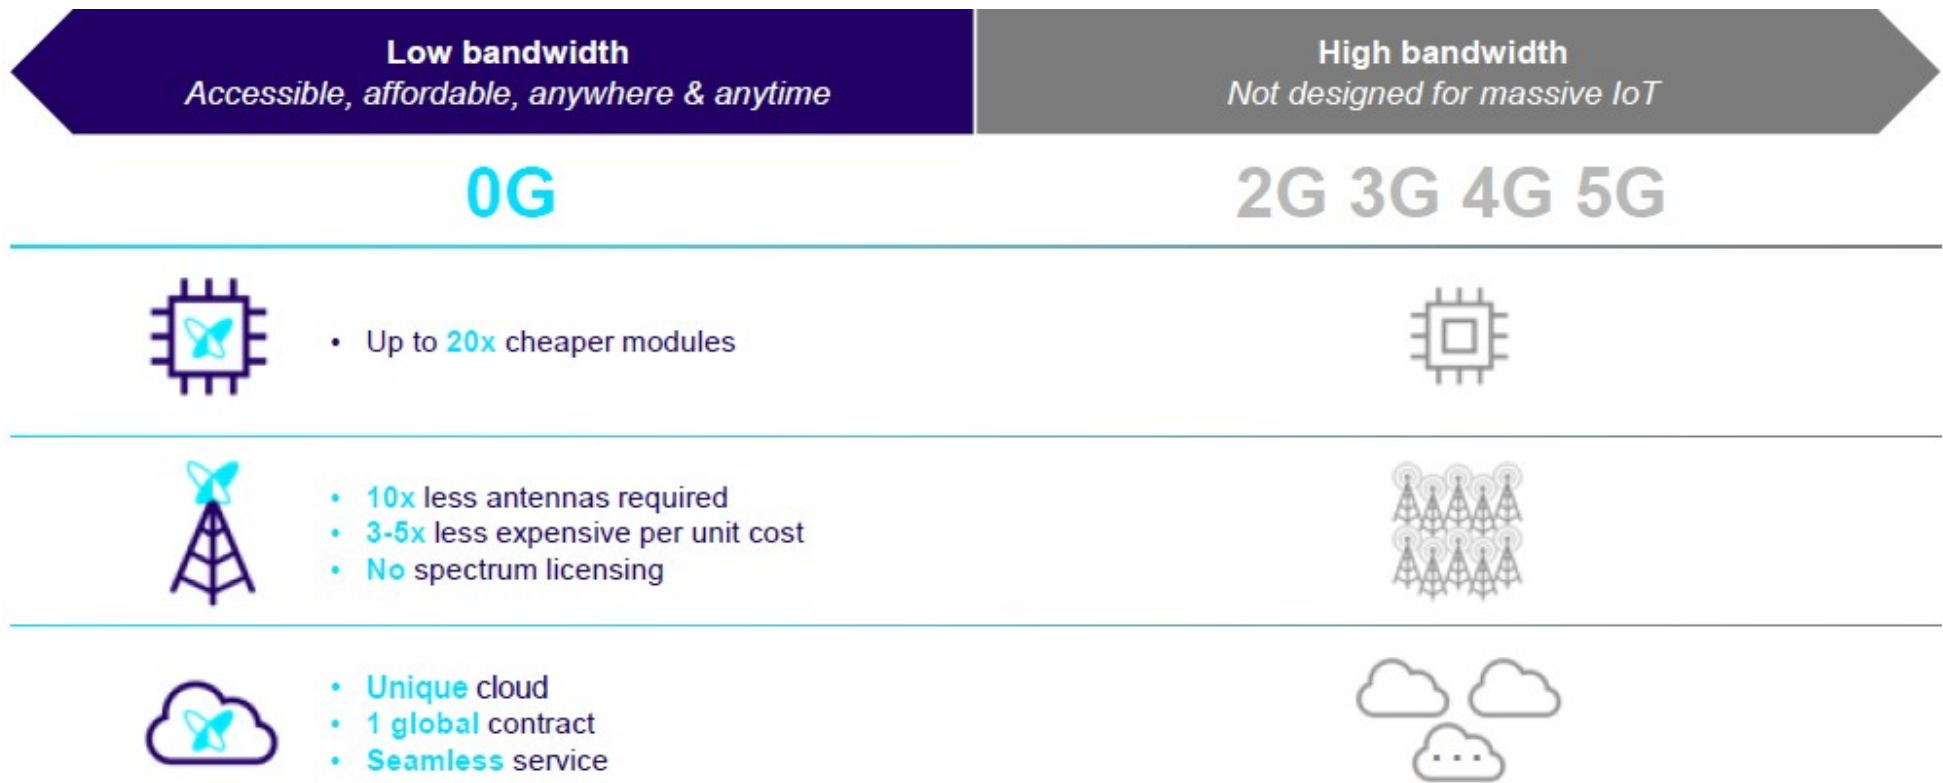 Low bandwidth
Accessible, affordable, anywhere & anytime
High bandwidth
Not designed for massive IoT
0G
2G 3G 4G 5G
• Up to 20x cheaper modules
• 10x less antennas required
• 3-5x less expensive per unit cost
• No spectrum licensing
• Unique cloud
• 1 global contract
• Seamless service